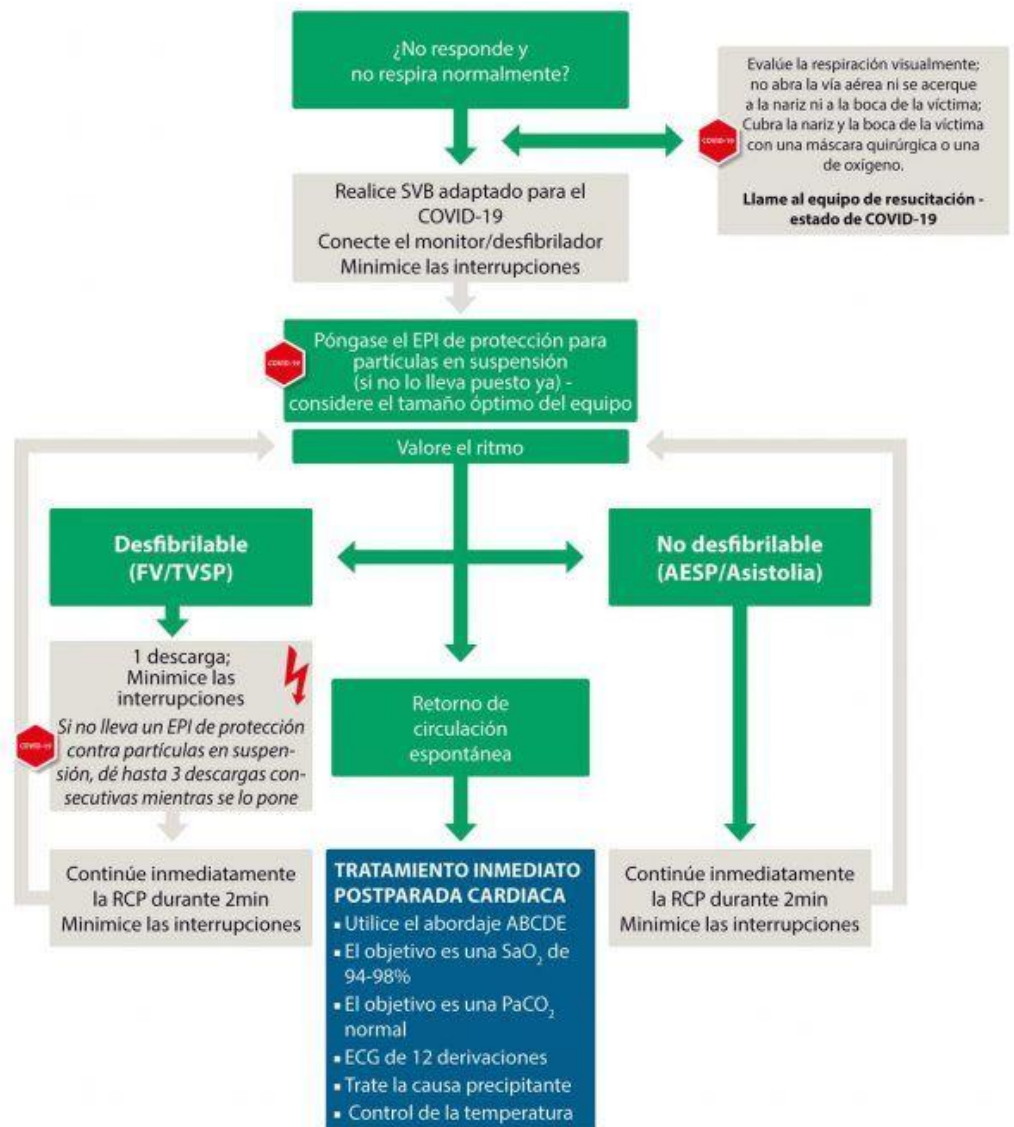 ¿No responde y
no respira normalmente?
Evalúe la respiración visualmente;
no abra la vía aérea ni se acerque
a la nariz ni a la boca de la víctima;
Cubra la nariz y la boca de la víctima
con una máscara quirúrgica o una
de oxígeno.
Llame al equipo de resucitación -
estado de COVID-19
COVID-19
Realice SVB adaptado para el
COVID-19
Conecte el monitor/desfibrilador
Minimice las interrupciones
COVID-19
Póngase el EPI de protección para
partículas en suspensión
(si no lo lleva puesto ya) -
considere el tamaño óptimo del equipo
Valore el ritmo
Desfibrilable
(FV/TVSP)
No desfibrilable
(AESP/Asistolia)
1 descarga;
Minimice las
interrupciones
Si no lleva un EPI de protección
contra partículas en suspen-
sión, dé hasta 3 descargas con-
secutivas mientras se lo pone
COVID-19
Retorno de
circulación
espontánea
Continúe inmediatamente
la RCP durante 2min
Minimice las interrupciones
TRATAMIENTO INMEDIATO
POSTPARADA CARDIACA
▪ Utilice el abordaje ABCDE
▪ El objetivo es una SaO₂ de
94-98%
▪ El objetivo es una PaCO₂
normal
▪ ECG de 12 derivaciones
▪ Trate la causa precipitante
▪ Control de la temperatura
Continúe inmediatamente
la RCP durante 2min
Minimice las interrupciones